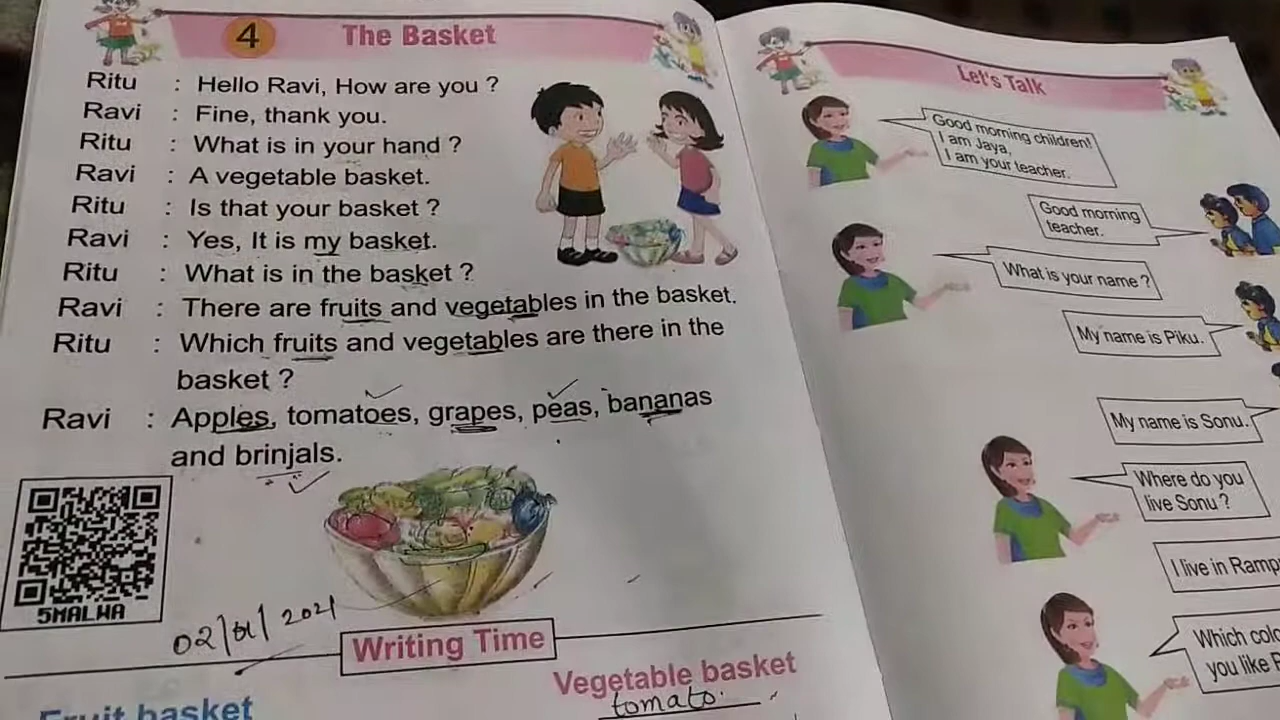 4 The Basket
Ritu : Hello Ravi, How are you ?
Ravi : Fine, thank you.
Ritu : What is in your hand ?
Ravi : A vegetable basket.
Ritu : Is that your basket ?
Ravi : Yes, It is my basket.
Ritu : What is in the basket ?
Ravi : There are fruits and vegetables in the basket.
Ritu : Which fruits and vegetables are there in the
basket ?
Ravi : Apples, tomatoes, grapes, peas, bananas
and brinjals.
5MALWA
02/01/2021
Writing Time
Fruit basket
Vegetable basket
tomato.
Let's Talk
Good morning children!
I am Jaya,
I am your teacher.
Good morning
teacher.
What is your name ?
My name is Piku.
My name is Sonu.
Where do you
live Sonu ?
I live in Ramp
Which colo
you like P